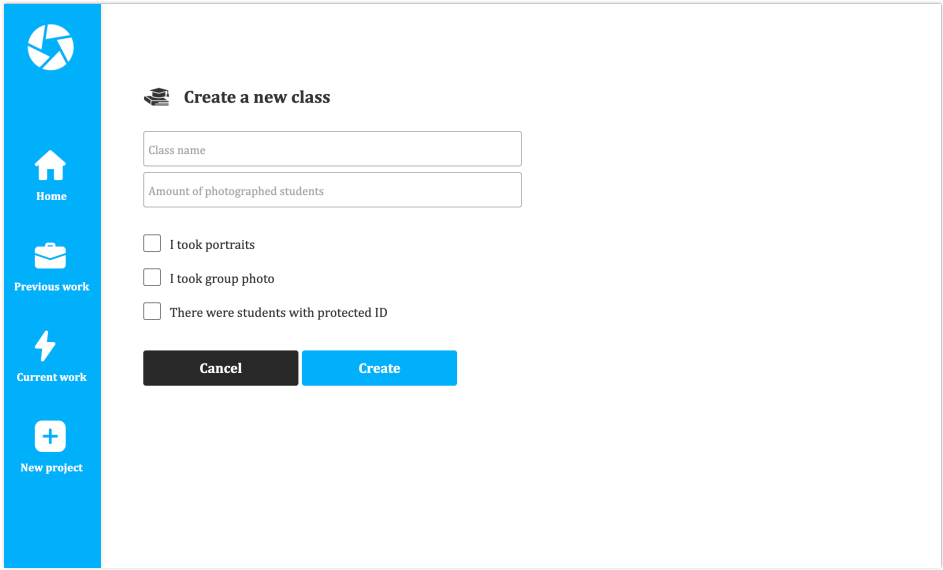 Create a new class
Class name
Amount of photographed students
I took portraits
I took group photo
There were students with protected ID
Cancel
Create
Home
Previous work
Current work
New project